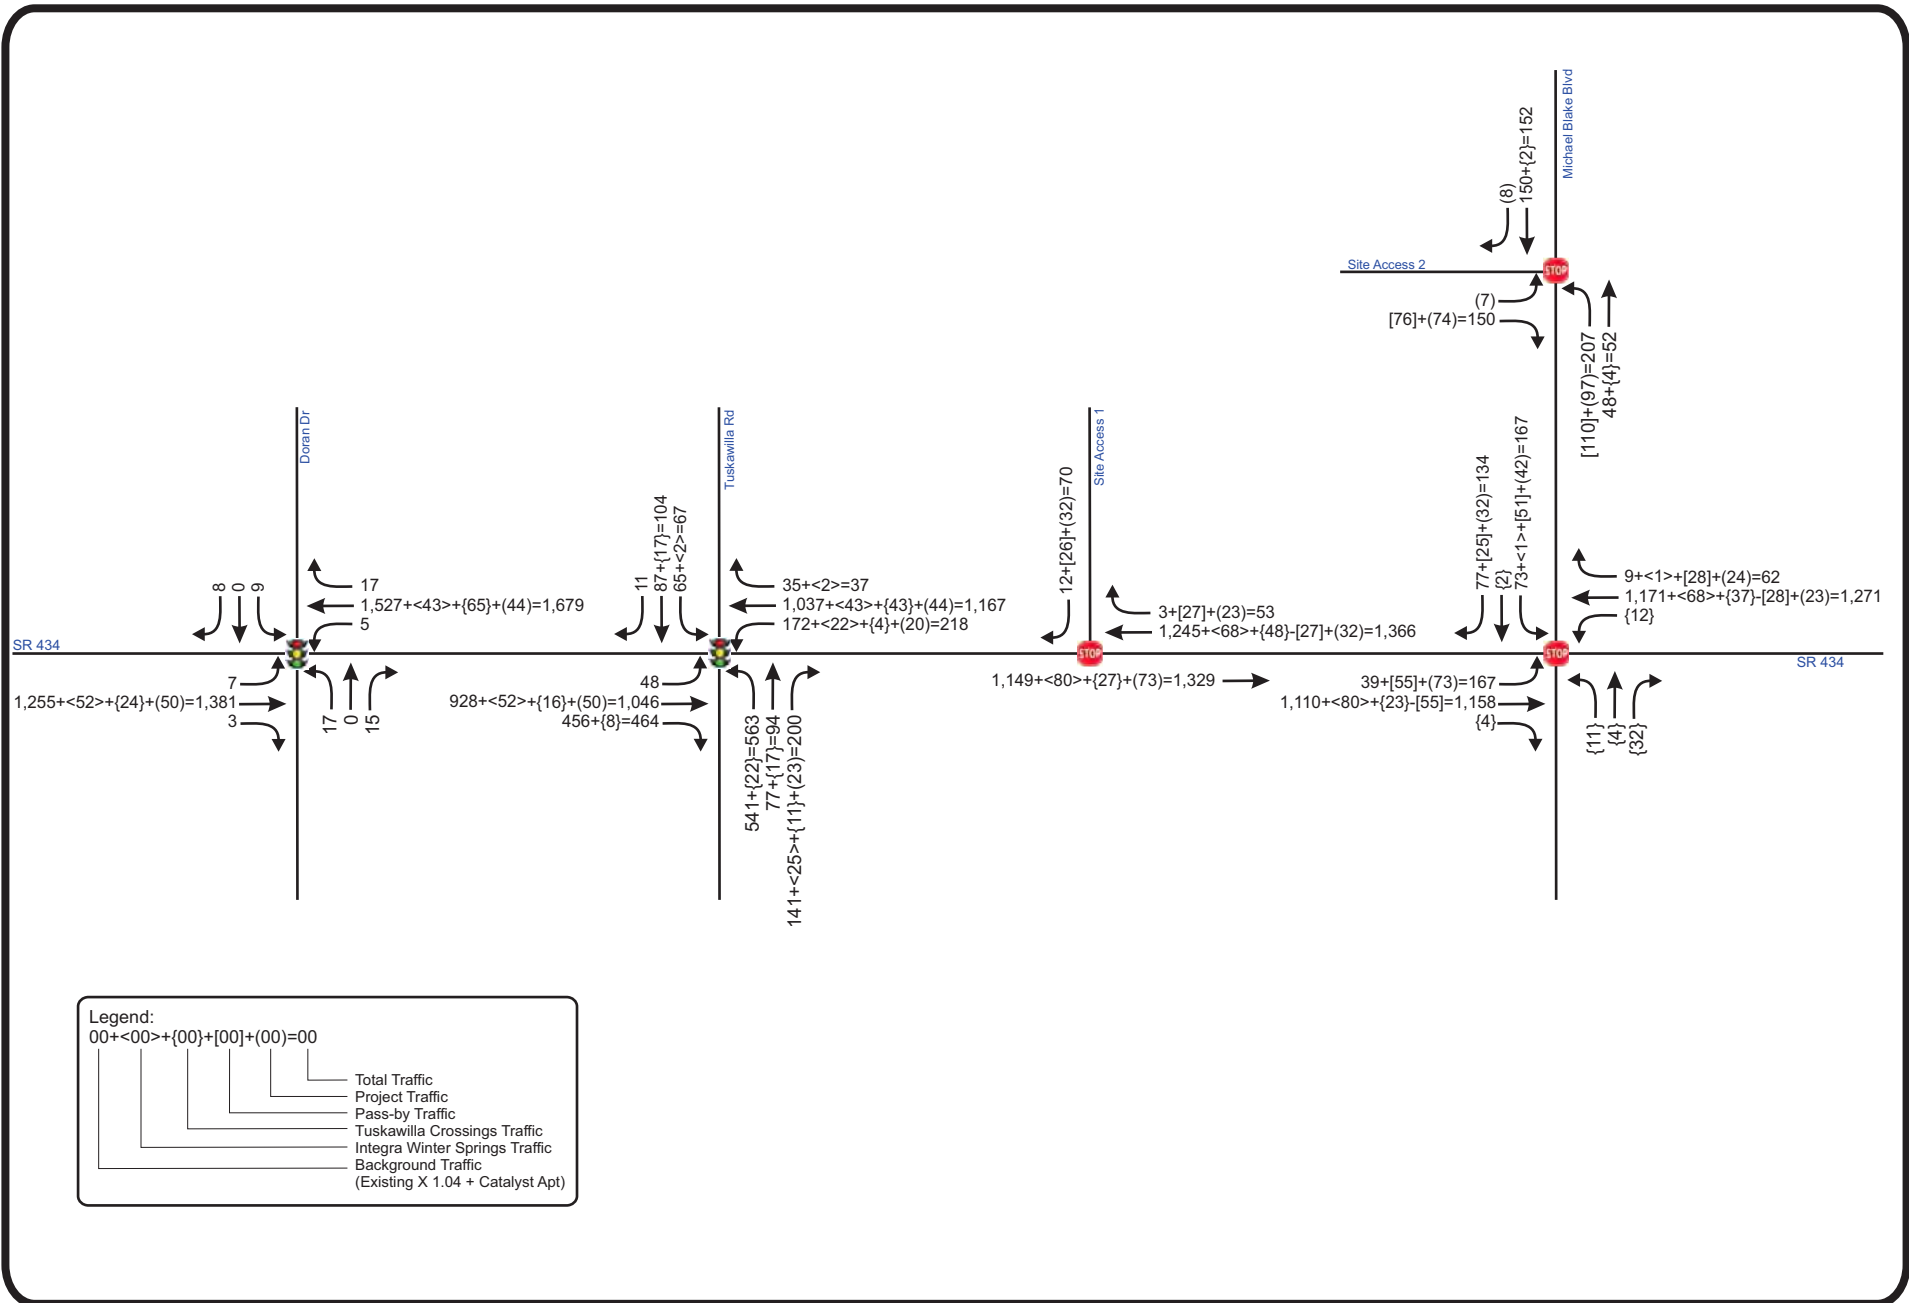 Michael Blake Blvd
(8)
150+{2}=152
Site Access 2
STOP
(7)
[76]+(74)=150
[110]+(97)=207
48+{4}=52
Doran Dr
8
0
9
17
1,527+<43>+{65}+(44)=1,679
5
SR 434
7
1,255+<52>+{24}+(50)=1,381
3
17
0
15
Tuskawilla Rd
11
87+{17}=104
65+<2>=67
35+<2>=37
1,037+<43>+{43}+(44)=1,167
172+<22>+{4}+(20)=218
48
928+<52>+{16}+(50)=1,046
456+{8}=464
541+{22}=563
77+{17}=94
141+<25>+{11}+(23)=200
Site Access 1
12+[26]+(32)=70
3+[27]+(23)=53
1,245+<68>+{48}-[27]+(32)=1,366
STOP
1,149+<80>+{27}+(73)=1,329
77+[25]+(32)=134
{2}
73+<1>+[51]+(42)=167
9+<1>+[28]+(24)=62
1,171+<68>+{37}-[28]+(23)=1,271
{12}
STOP
SR 434
39+[55]+(73)=167
1,110+<80>+{23}-[55]=1,158
{4}
{11}
{4}
{32}
Legend:
00+<00>+{00}+[00]+(00)=00
Total Traffic
Project Traffic
Pass-by Traffic
Tuskawilla Crossings Traffic
Integra Winter Springs Traffic
Background Traffic
(Existing X 1.04 + Catalyst Apt)